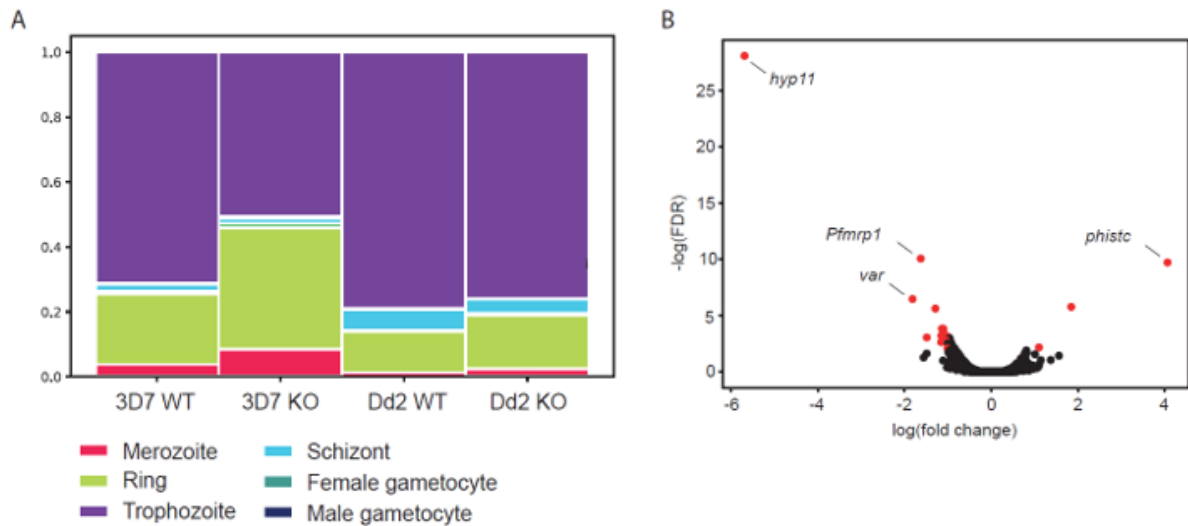 A
1.0
0.8
0.6
0.4
0.2
0.0
3D7 WT 3D7 KO Dd2 WT Dd2 KO
Merozoite
Ring
Trophozoite
Schizont
Female gametocyte
Male gametocyte
B
-log(FDR)
25
20
15
10
5
0
hyp11
Pfmrp1
var
phistc
-6 -4 -2 0 2 4
log(fold change)